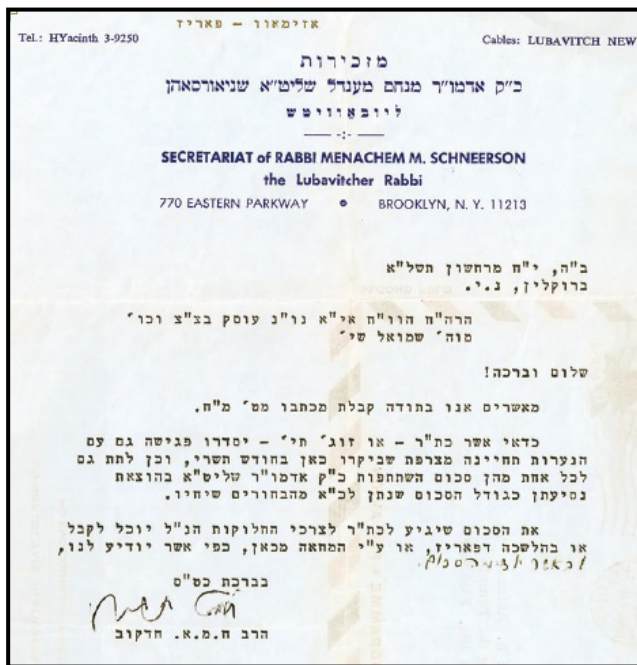 אזימאוו - פאריז
Tel.: HYacinth 3-9250
Cables: LUBAVITCH NEW
מזכירות
כ״ק אדמו״ר מנחם מענדל שליט״א שניאורסאהן
ליובאוויטש
—— -:- ——
SECRETARIAT of RABBI MENACHEM M. SCHNEERSON
the Lubavitcher Rabbi
770 EASTERN PARKWAY • BROOKLYN, N. Y. 11213
ב"ה, י"ח מרחשון תשל"א
ברוקלין, נ.י.
הרה"ח הוו"ח אי"א נו"נ עוסק בצ"צ וכו'
מוה' שמואל שי'
שלום וברכה!
מאשרים אנו בתודה קבלת מכתבו מט' מ"ח.
כדאי אשר כת"ר - או זוג' תי' - יסדרו פגישה גם עם
הנערות תחיינה מצרפת שביקרו כאן בחודש תשרי, וכן לתת גם
לכל אחת מהן סכום השתתפות כ"ק אדמו"ר שליט"א בהוצאת
נסיעתן כגודל הסכום שנתן לכ"א מהבחורים שיחיו.
את הסכום שיגיע לכת"ר לצרכי החלוקות הנ"ל יוכל לקבל
או בהלשכה דפאריז, או ע"י המחאה מכאן, כפי אשר יודיע לנו,
בברכת כט"ס
הרב ח.מ.א. חדקוב